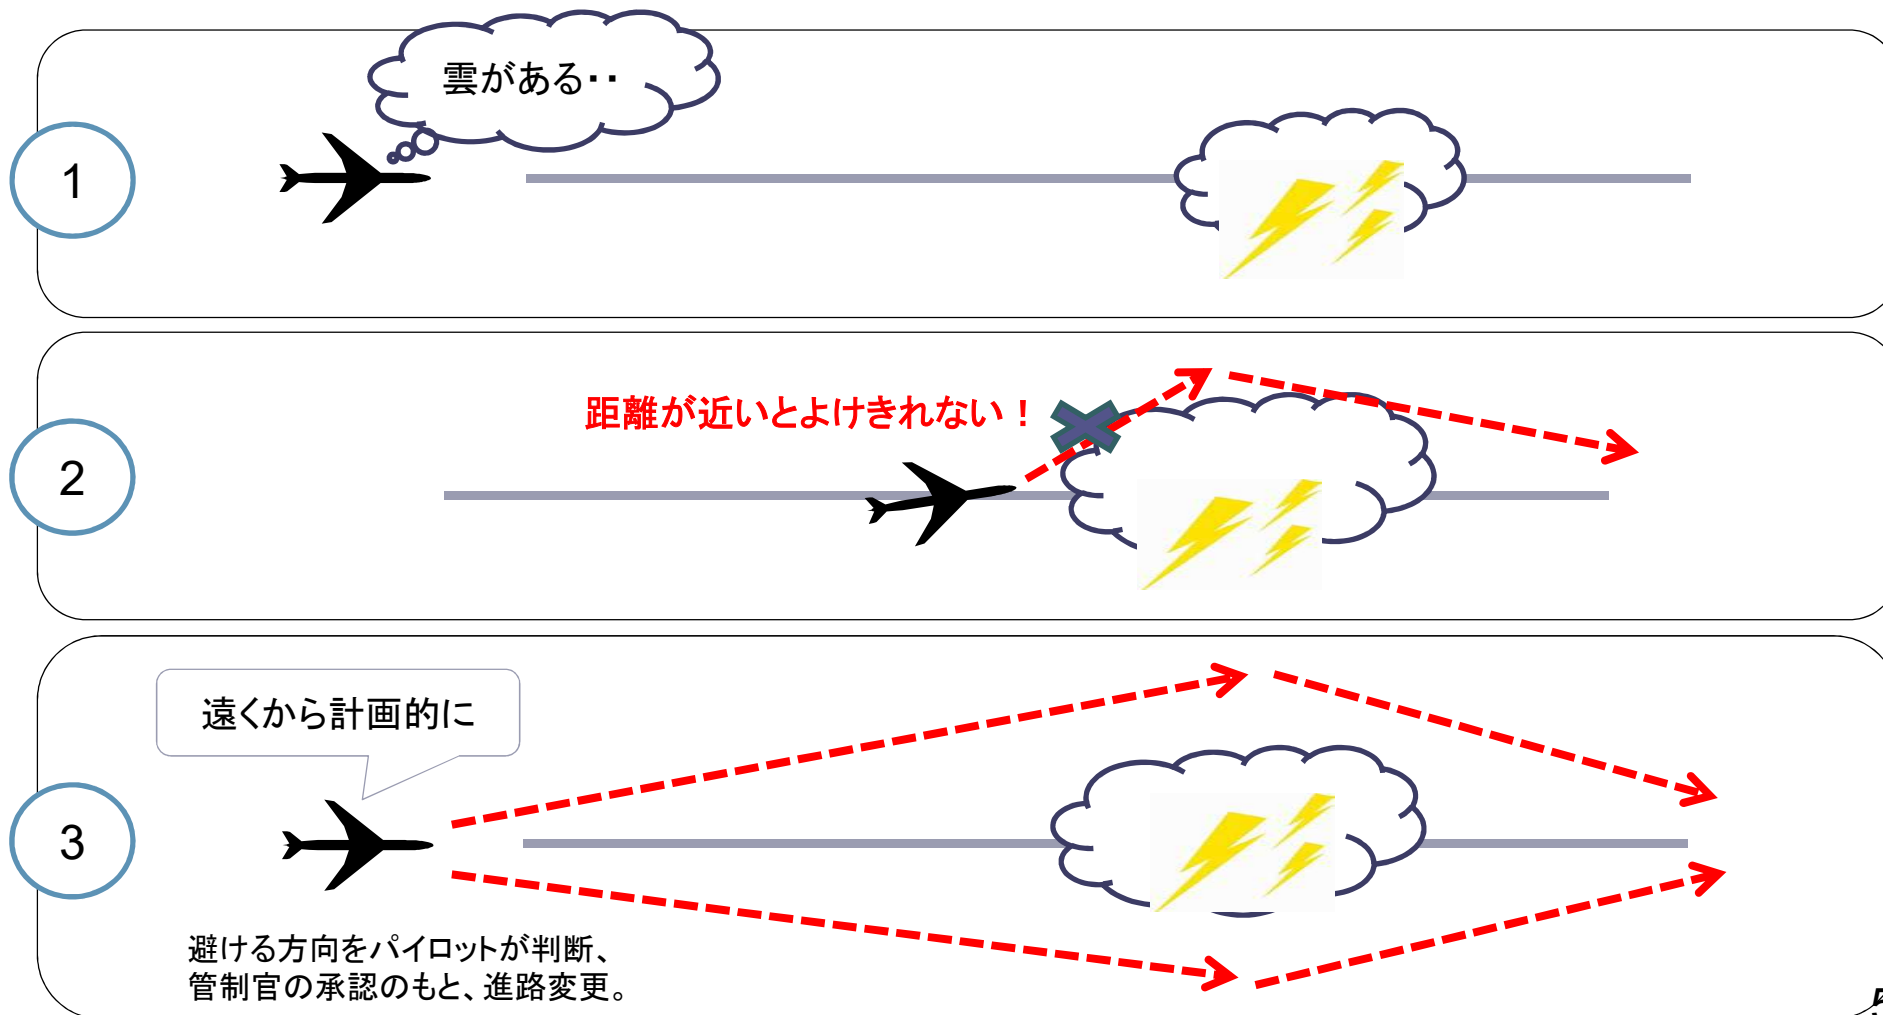 雲がある・・
1
距離が近いとよけきれない！
2
遠くから計画的に
3
避ける方向をパイロットが判断、
管制官の承認のもと、進路変更。